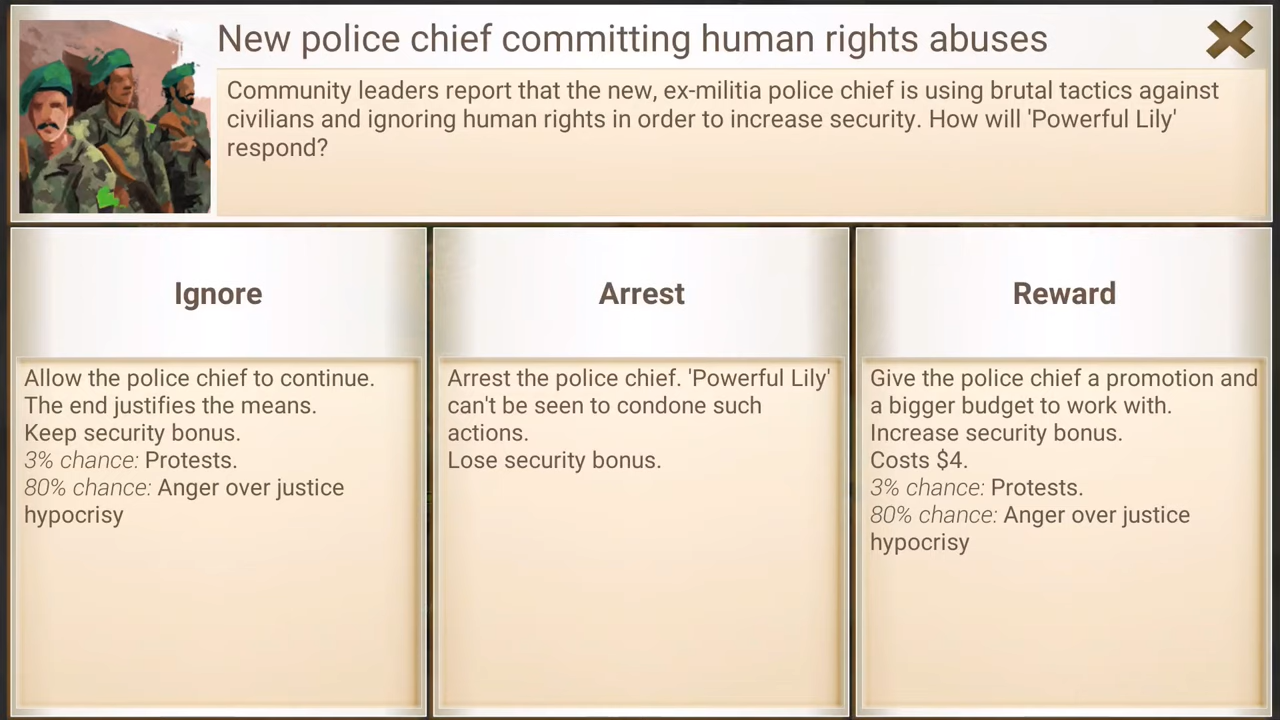 New police chief committing human rights abuses
Community leaders report that the new, ex-militia police chief is using brutal tactics against
civilians and ignoring human rights in order to increase security. How will 'Powerful Lily'
respond?
Ignore
Allow the police chief to continue.
The end justifies the means.
Keep security bonus.
3% chance: Protests.
80% chance: Anger over justice
hypocrisy
Arrest
Arrest the police chief. 'Powerful Lily'
can't be seen to condone such
actions.
Lose security bonus.
Reward
Give the police chief a promotion and
a bigger budget to work with.
Increase security bonus.
Costs $4.
3% chance: Protests.
80% chance: Anger over justice
hypocrisy